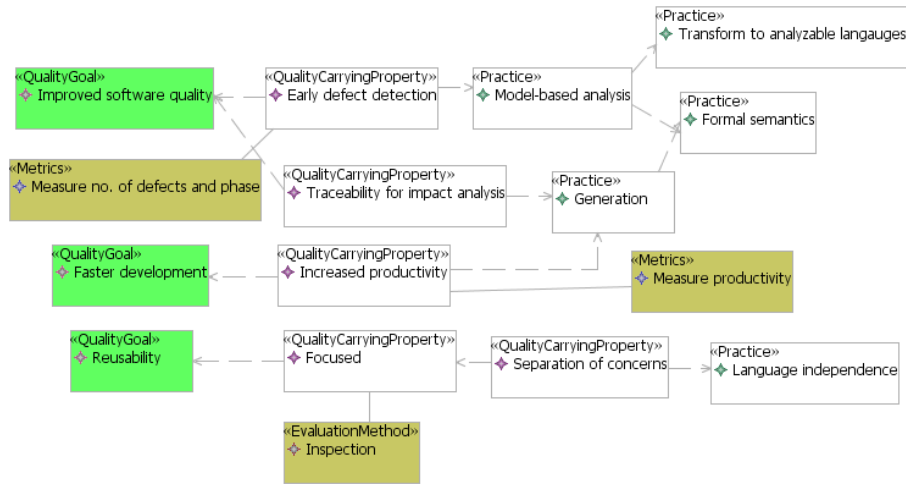 «Practice»
Transform to analyzable langauges
«QualityGoal»
Improved software quality
«QualityCarryingProperty»
Early defect detection
«Practice»
Model-based analysis
«Practice»
Formal semantics
«Metrics»
Measure no. of defects and phase
«QualityCarryingProperty»
Traceability for impact analysis
«Practice»
Generation
«QualityGoal»
Faster development
«QualityCarryingProperty»
Increased productivity
«Metrics»
Measure productivity
«QualityGoal»
Reusability
«QualityCarryingProperty»
Focused
«QualityCarryingProperty»
Separation of concerns
«Practice»
Language independence
«EvaluationMethod»
Inspection